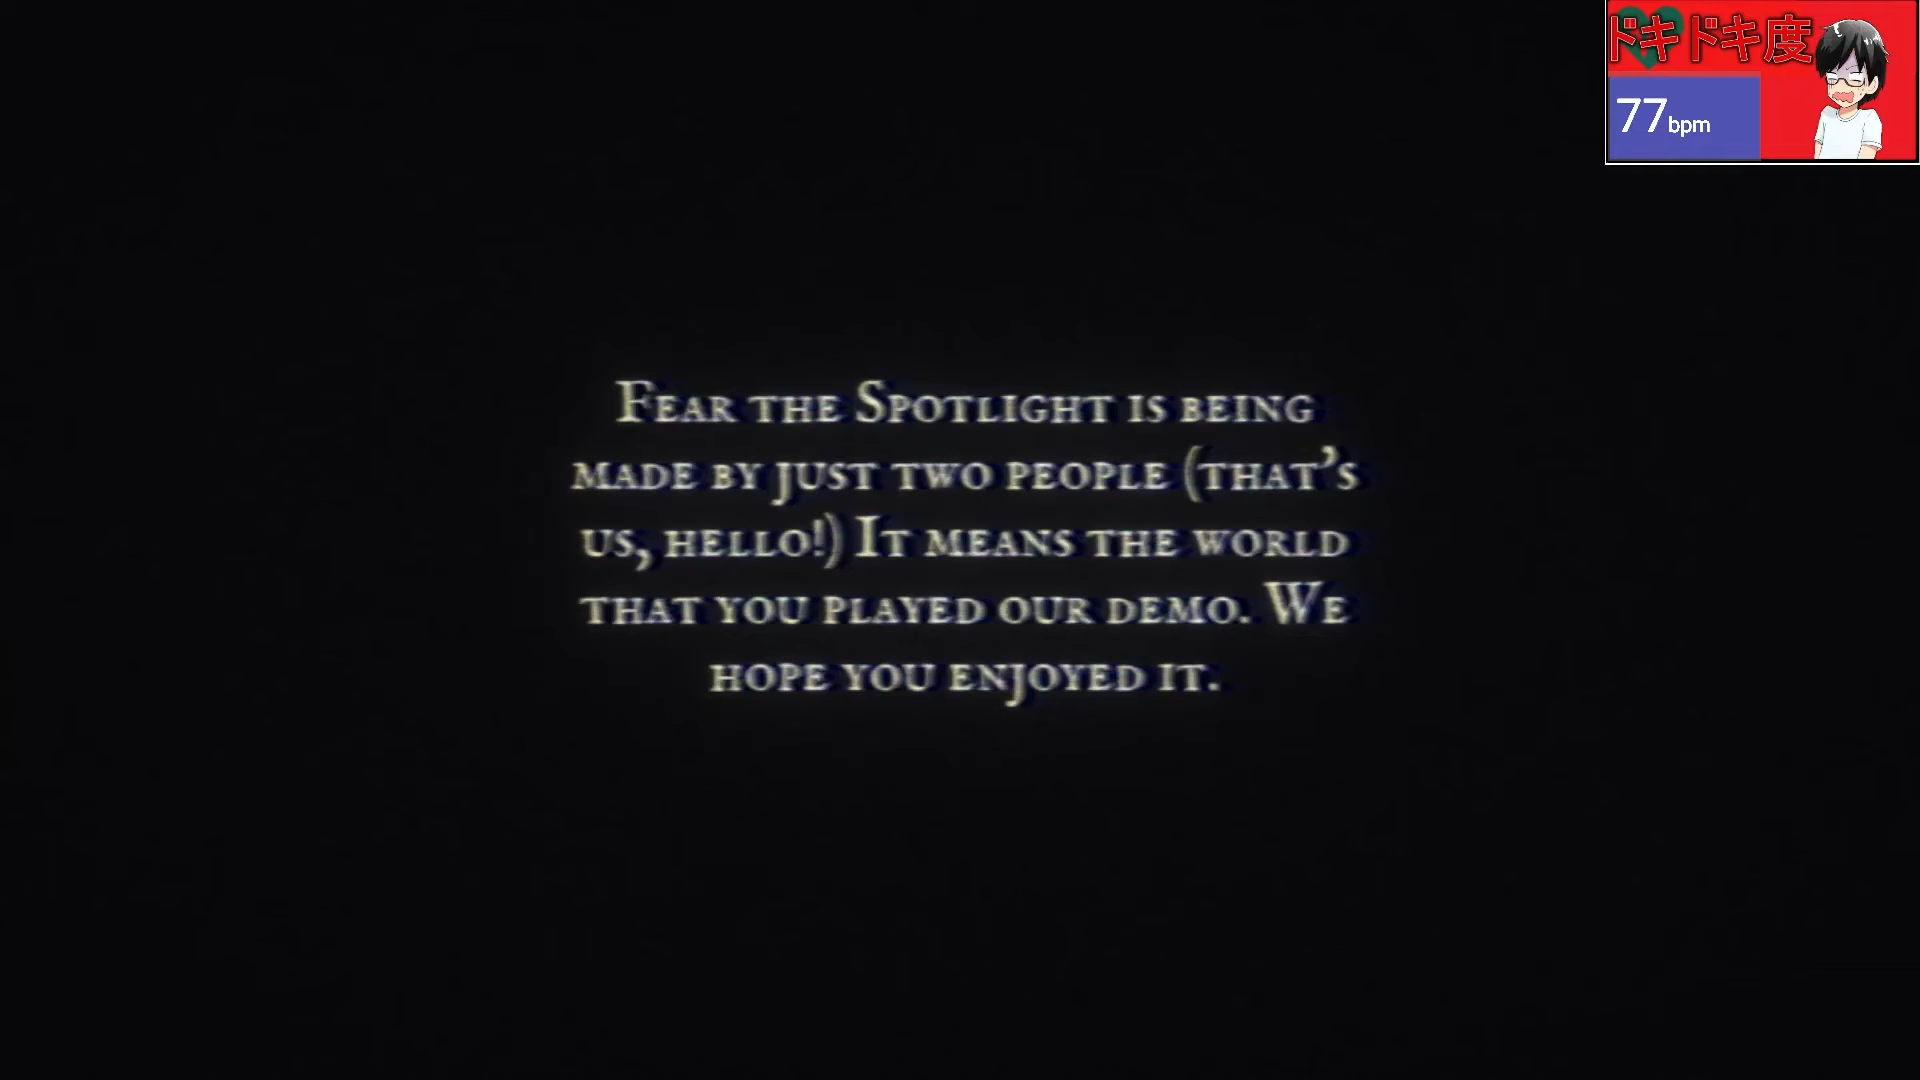 ドキドキ度
77bpm
Fear the Spotlight is being
made by just two people (that's
us, hello!) It means the world
that you played our demo. We
hope you enjoyed it.